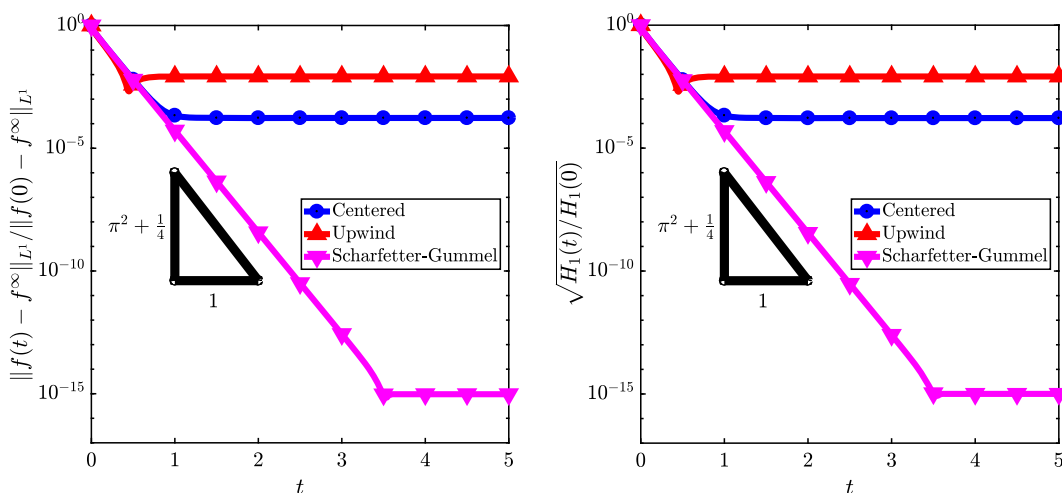 ‖f(t) − f^∞‖_{L^1}/‖f(0) − f^∞‖_{L^1}
10^0
10^{-5}
10^{-10}
10^{-15}
π^2 + 1/4
1
Centered
Upwind
Scharfetter-Gummel
0 1 2 3 4 5
t
√H_1(t)/H_1(0)
10^0
10^{-5}
10^{-10}
10^{-15}
π^2 + 1/4
1
Centered
Upwind
Scharfetter-Gummel
0 1 2 3 4 5
t